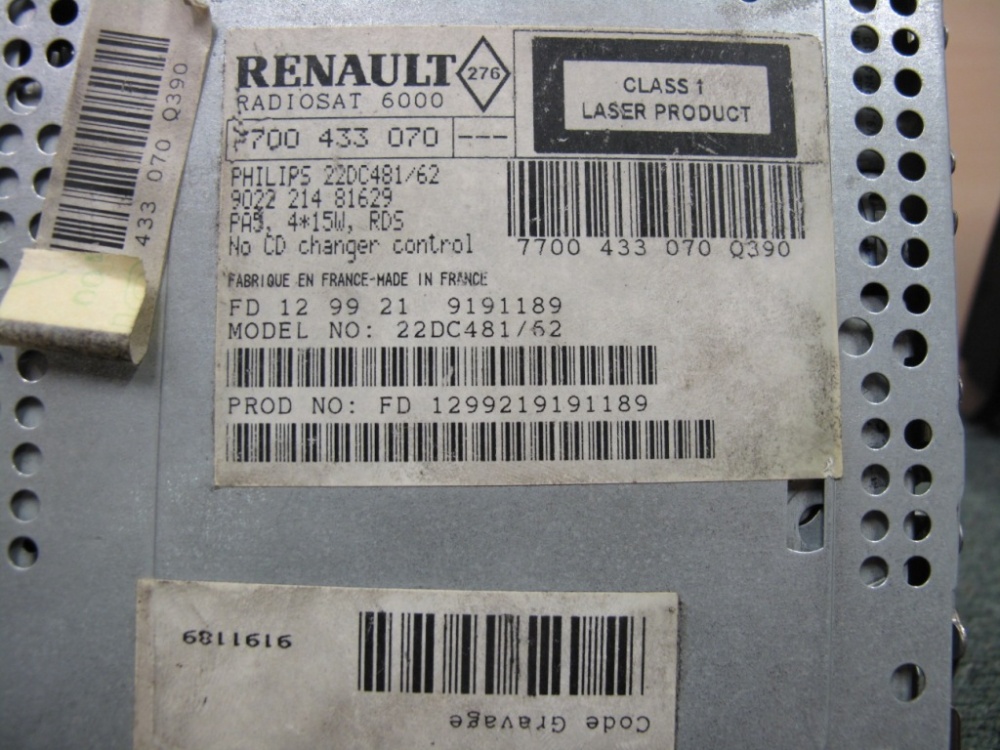 433 070 Q390
RENAULT 276
RADIOSAT 6000
7700 433 070 ---
CLASS 1
LASER PRODUCT
PHILIPS 22DC481/62
9022 214 81629
PA5, 4*15W, RDS
No CD changer control
7700 433 070 Q390
FABRIQUE EN FRANCE-MADE IN FRANCE
FD 12 99 21 9191189
MODEL NO: 22DC481/62
PROD NO: FD 1299219191189
Code Gravage
9191189